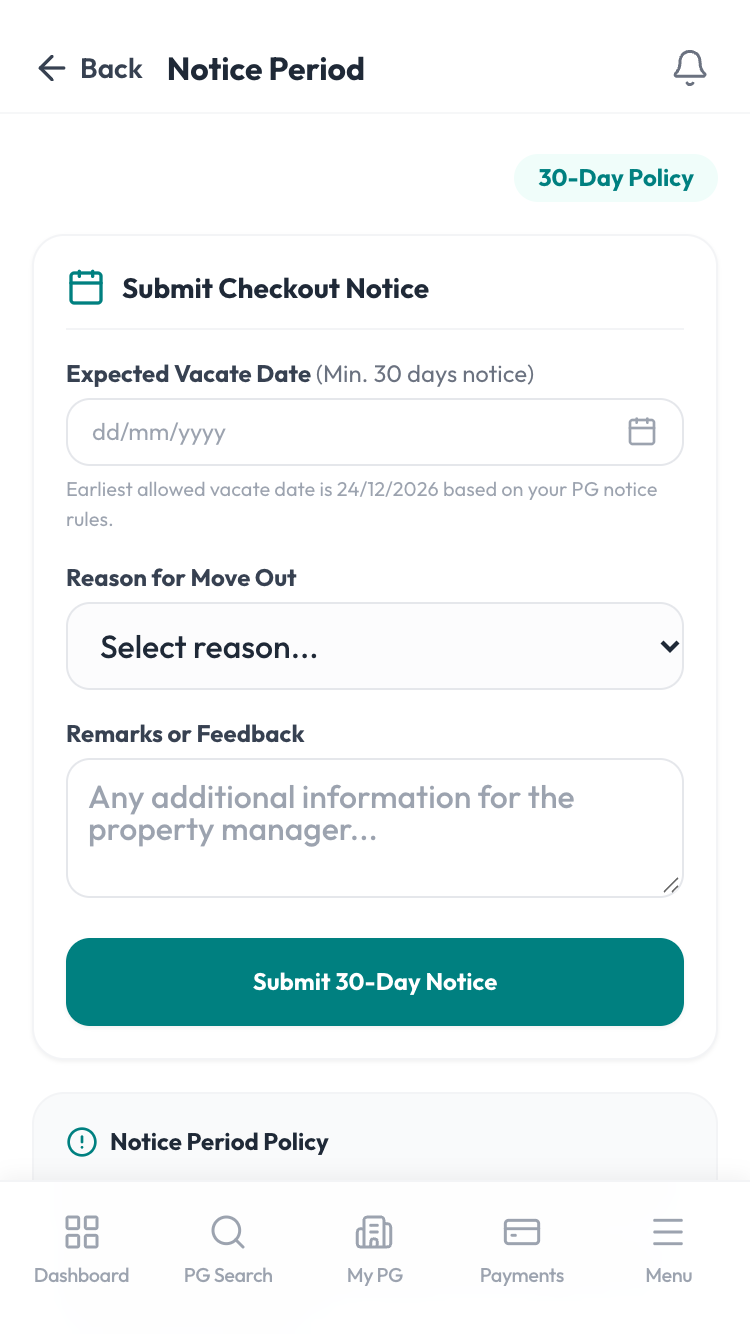 Back Notice Period
30-Day Policy
Submit Checkout Notice
Expected Vacate Date (Min. 30 days notice)
dd/mm/yyyy
Earliest allowed vacate date is 24/12/2026 based on your PG notice
rules.
Reason for Move Out
Select reason...
Remarks or Feedback
Any additional information for the
property manager...
Submit 30-Day Notice
Notice Period Policy
Dashboard PG Search My PG Payments Menu